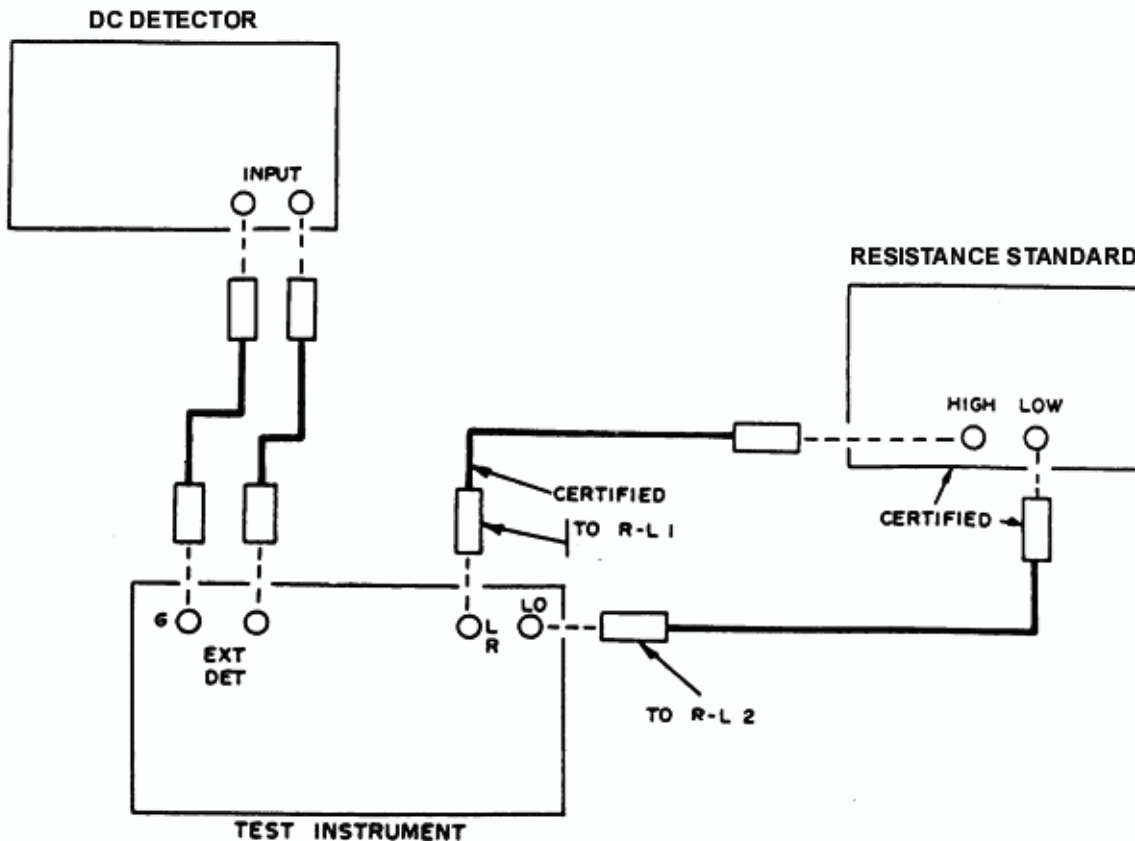 DC DETECTOR
INPUT
RESISTANCE STANDARD
HIGH LOW
CERTIFIED
TO R-L 1
CERTIFIED
G
EXT
DET
L
R
LO
TO R-L 2
TEST INSTRUMENT